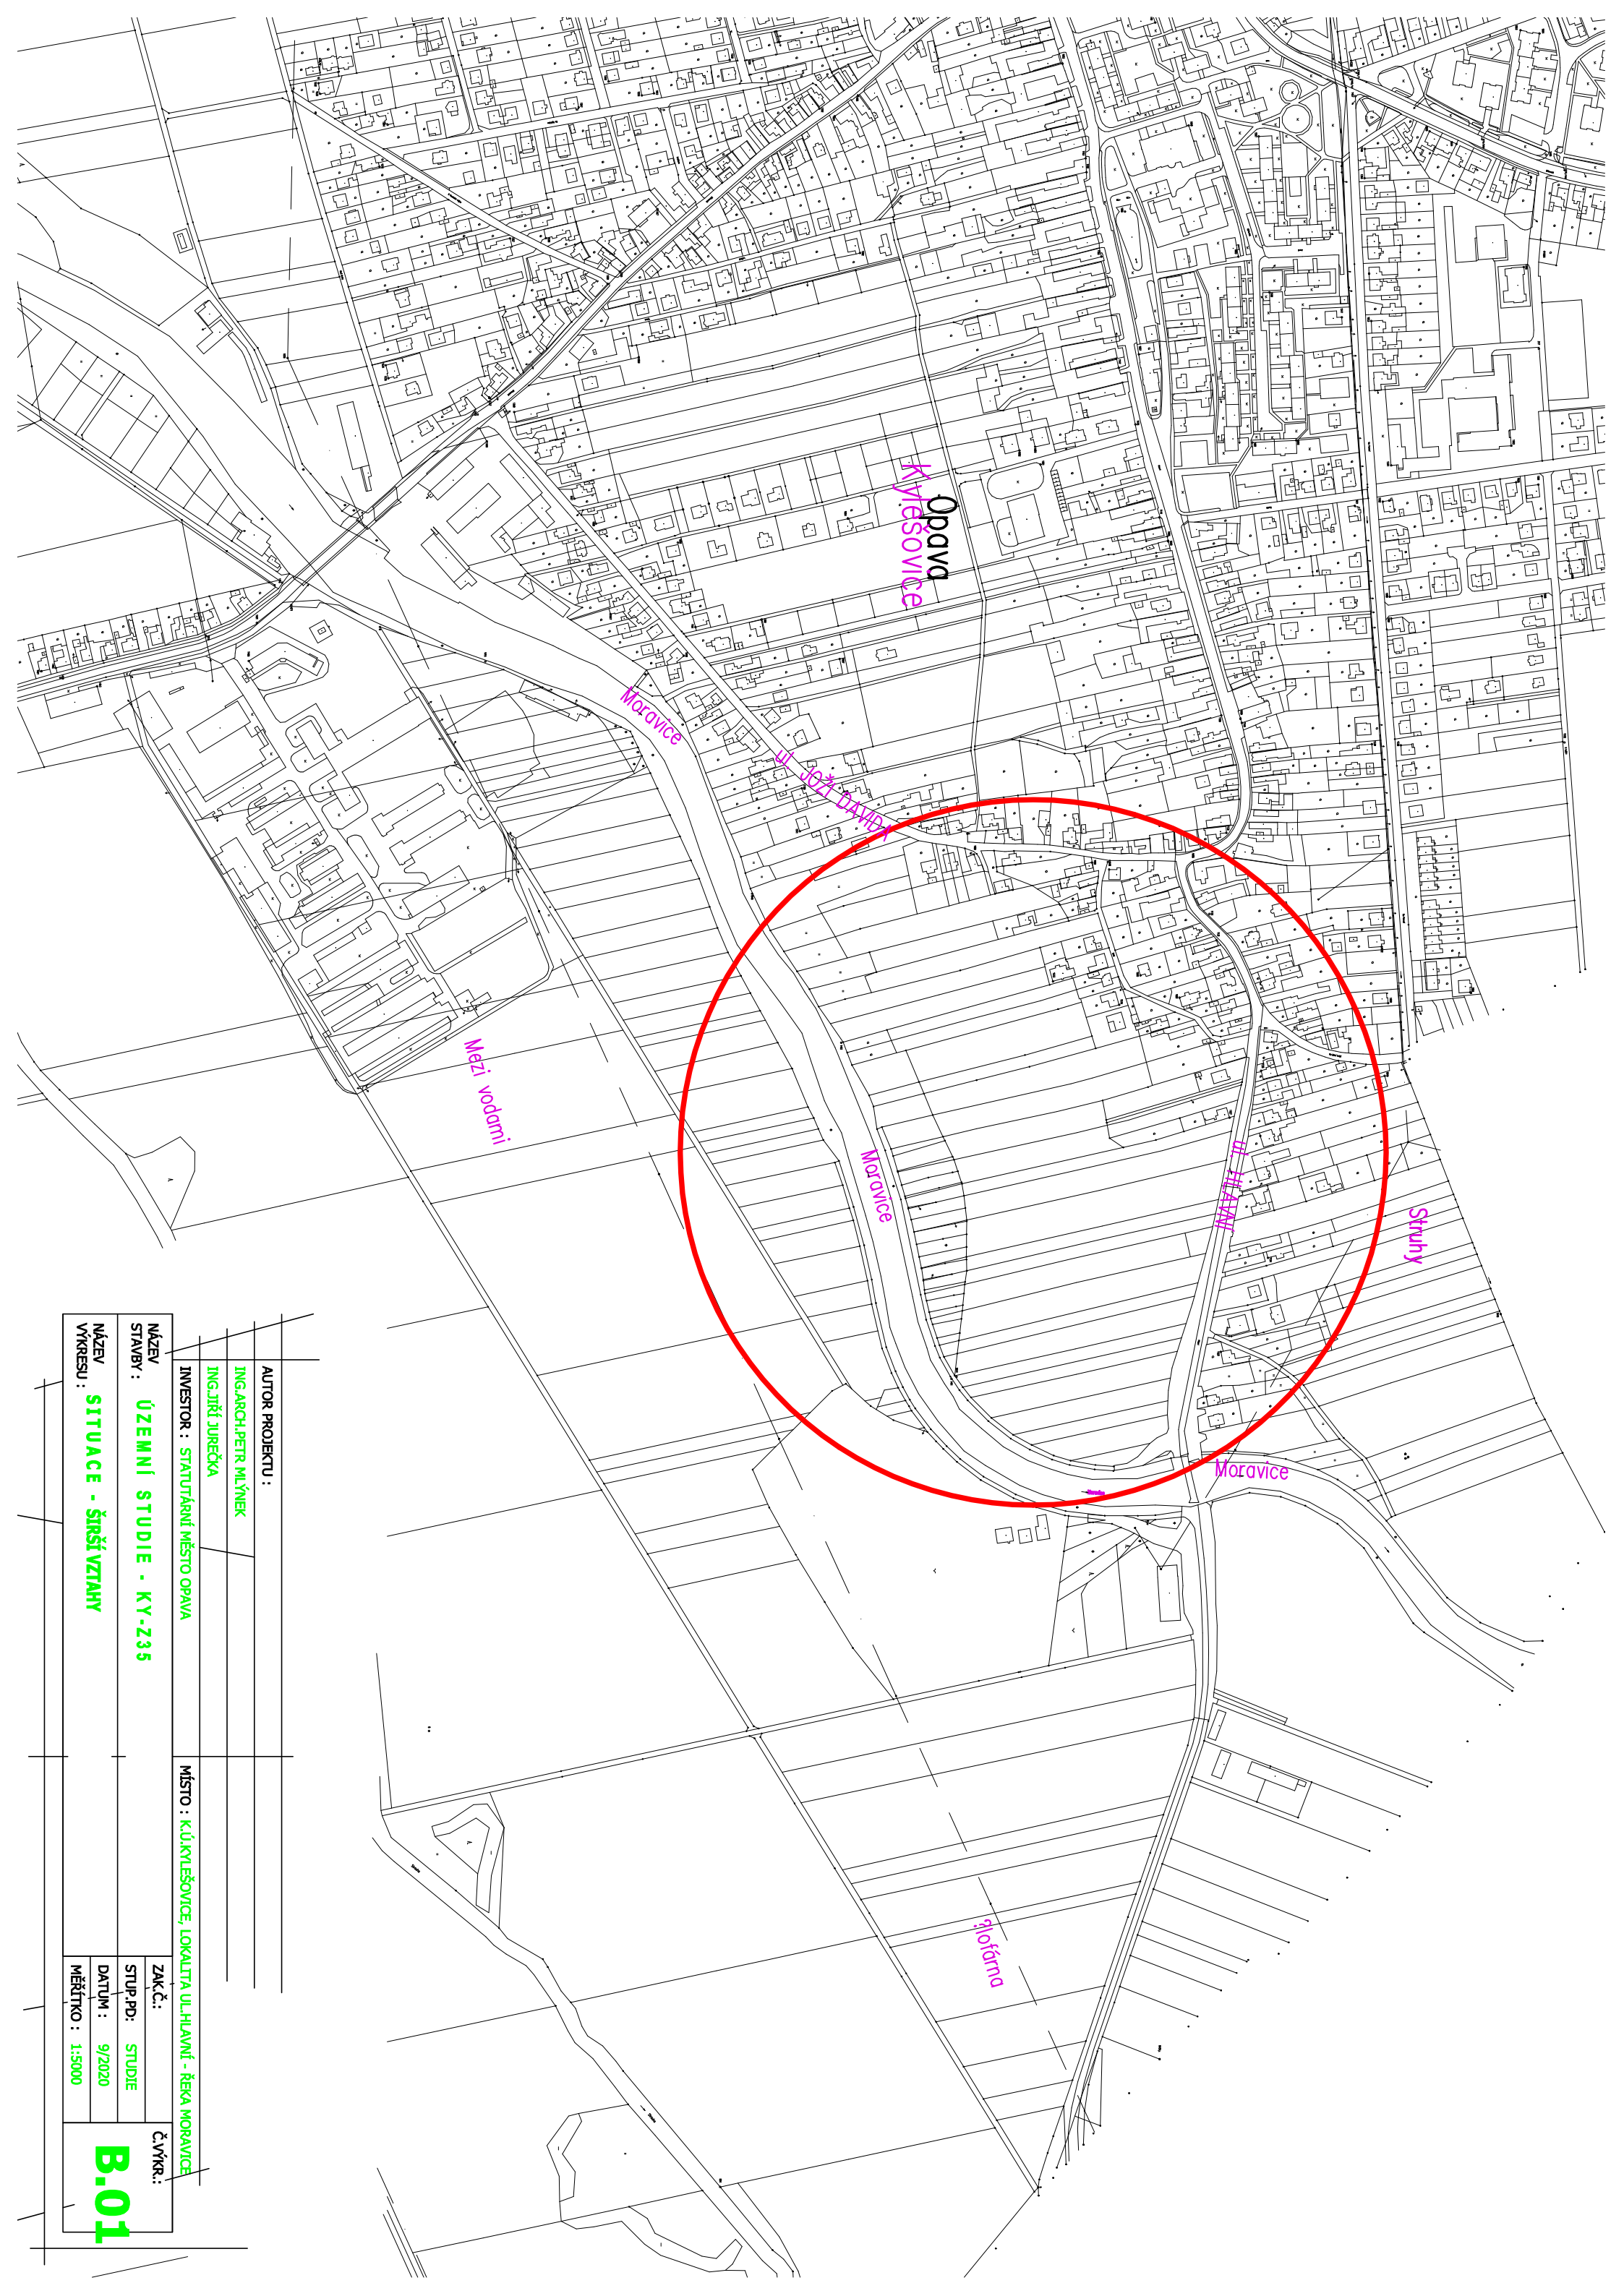 Kylešovice
Opava
Moravice
ul. JOŽI DAVIDA
Mezi vodami
Moravice
ul. HLAVNÍ
Struhy
Moravice
?lofárna
AUTOR PROJEKTU :
ING.ARCH.PETR MLÝNEK
ING.JIŘÍ JUREČKA
INVESTOR : STATUTÁRNÍ MĚSTO OPAVA
MÍSTO : K.Ú.KYLEŠOVICE, LOKALITA UL.HLAVNÍ - ŘEKA MORAVICE
NÁZEV STAVBY : ÚZEMNÍ STUDIE - KY-Z35
NÁZEV VÝKRESU : SITUACE - ŠIRŠÍ VZTAHY
ZAK.Č.:
STUP.PD: STUDIE
DATUM : 9/2020
MĚŘÍTKO : 1:5000
Č.VÝKR.:
B.01